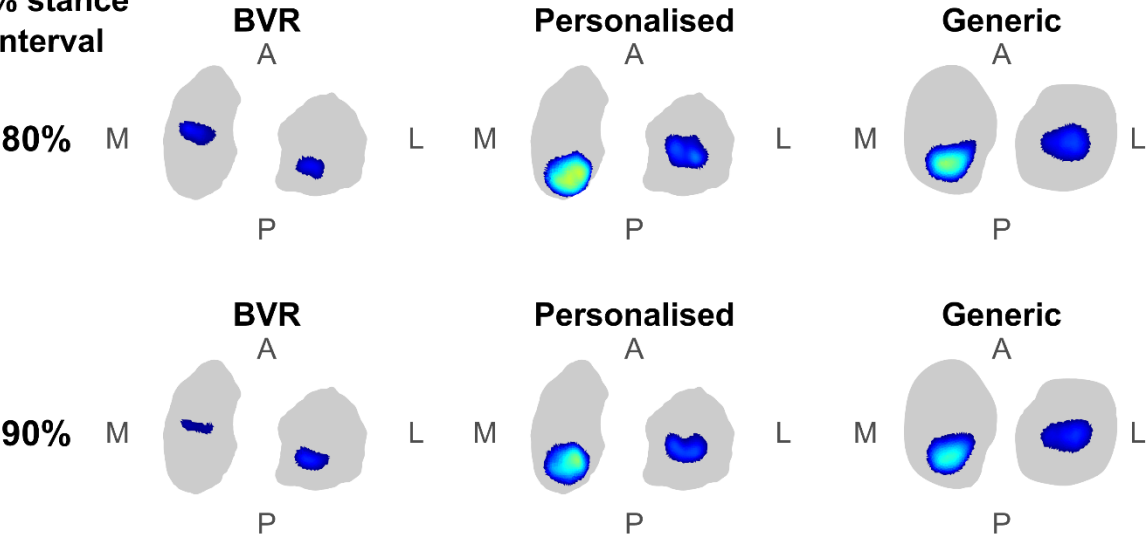 % stance
interval
BVR Personalised Generic
A A A
80% M L M L M L
P P P
BVR Personalised Generic
A A A
90% M L M L M L
P P P